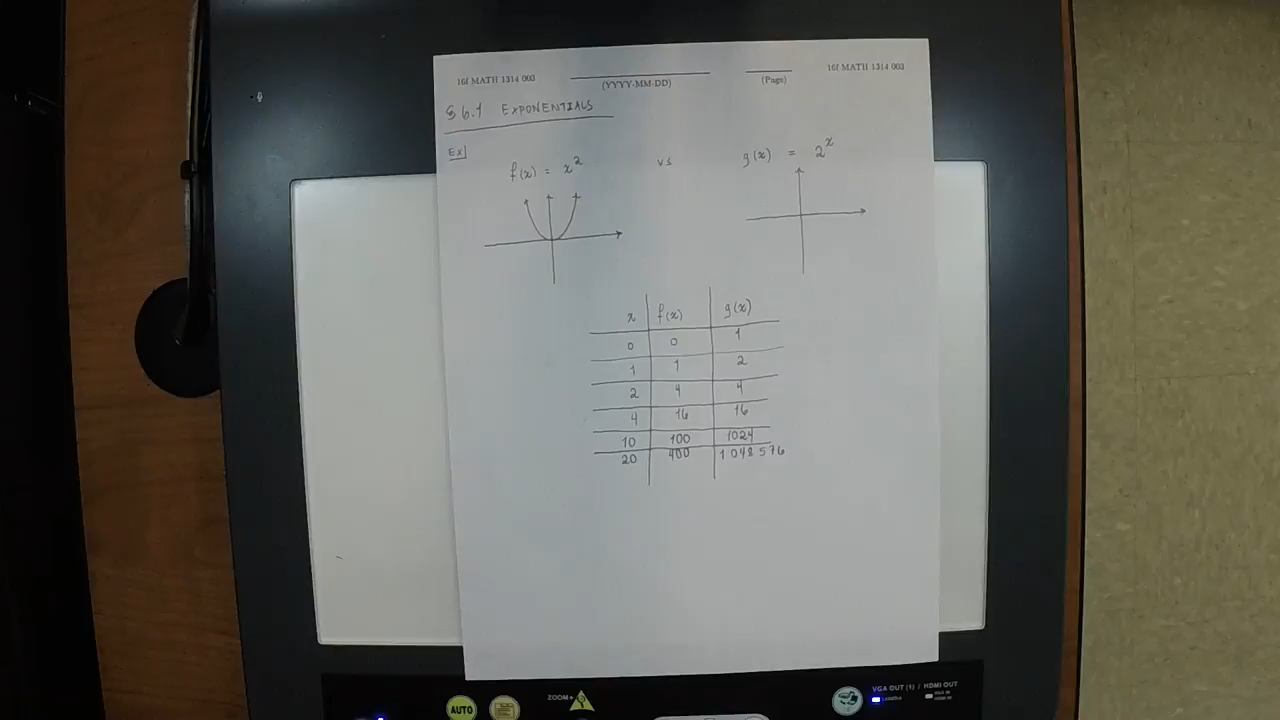 16f MATH 1314 003 (YYYY-MM-DD) (Page) 16f MATH 1314 003
§6.1 EXPONENTIALS
Ex]
f(x) = x² vs g(x) = 2ˣ
x f(x) g(x)
0 0 1
1 1 2
2 4 4
4 16 16
10 100 1024
20 400 1 048 576
AUTO
ZOOM
VGA OUT (1) / HDMI OUT